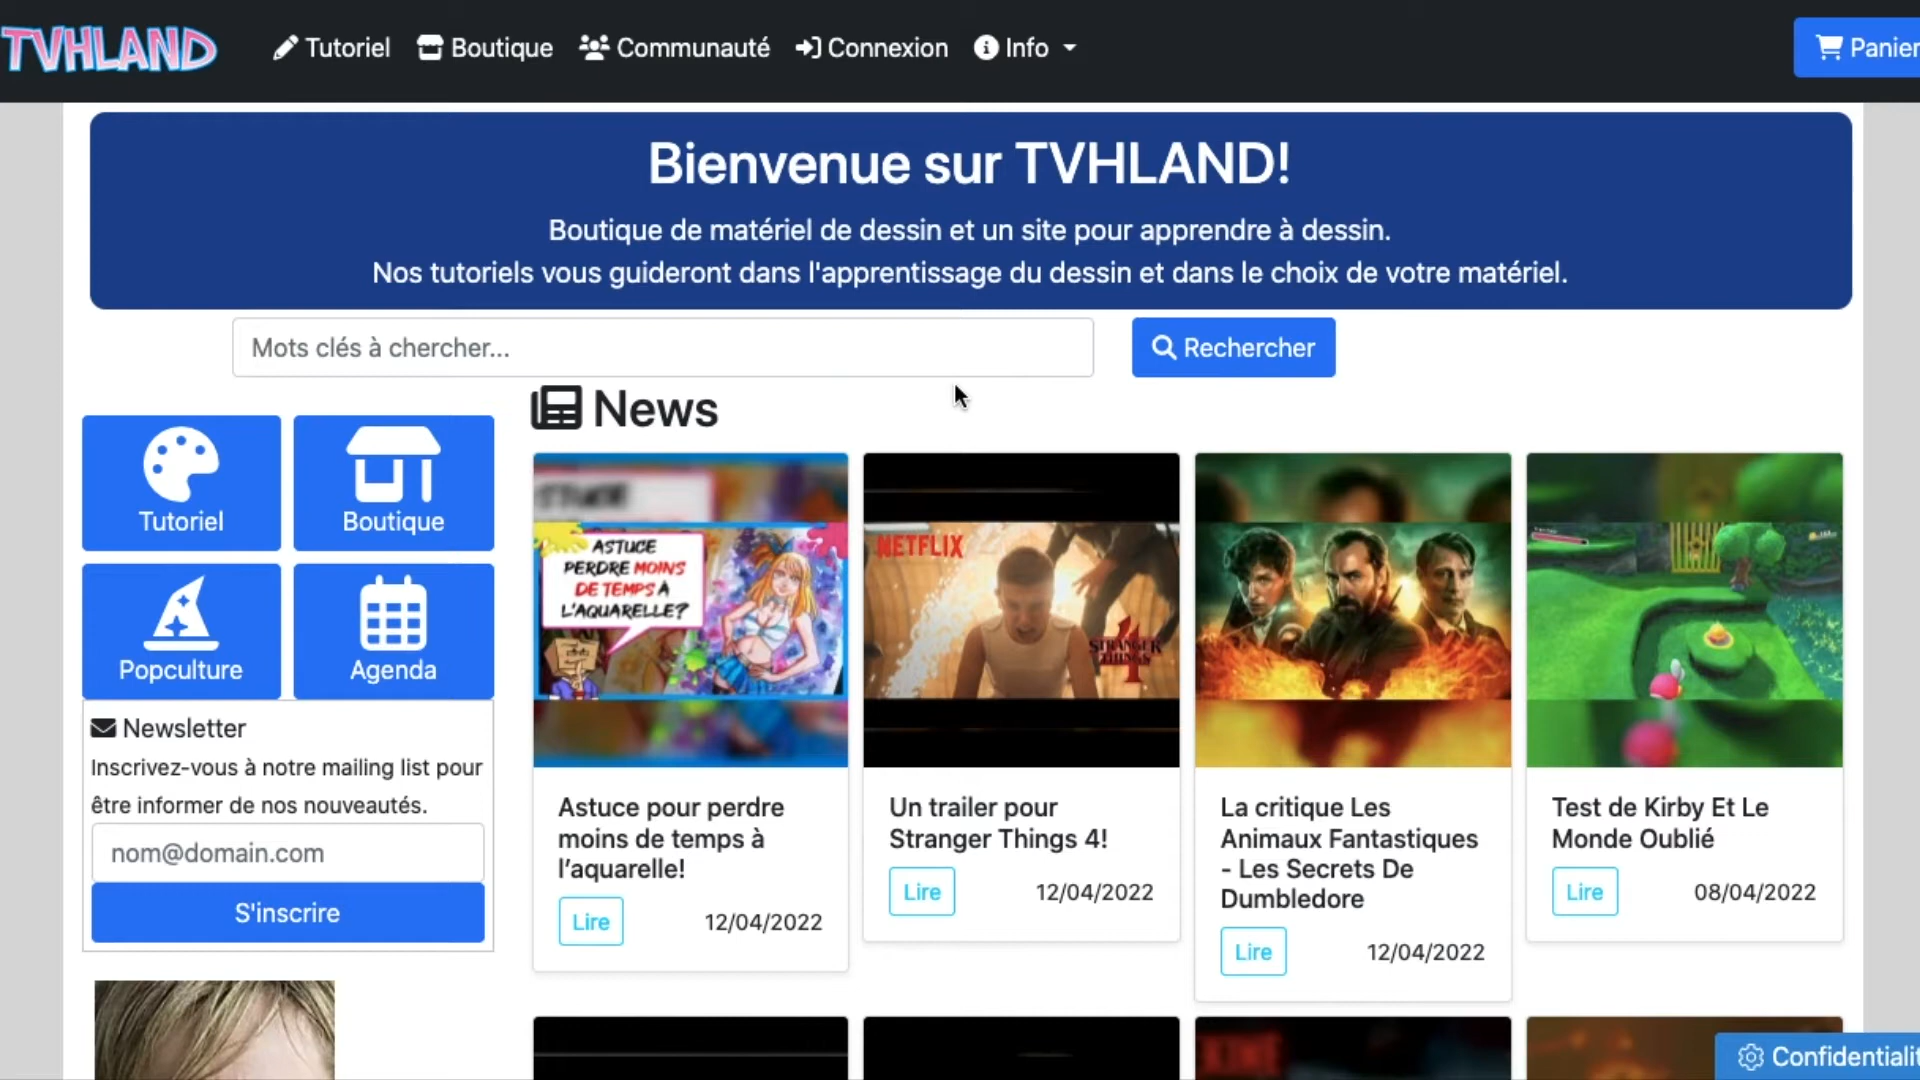 TVHLAND
Tutoriel
Boutique
Communauté
Connexion
Info
Panier
Bienvenue sur TVHLAND!
Boutique de matériel de dessin et un site pour apprendre à dessin.
Nos tutoriels vous guideront dans l'apprentissage du dessin et dans le choix de votre matériel.
Mots clés à chercher...
Rechercher
News
Tutoriel
Boutique
Popculture
Agenda
Newsletter
Inscrivez-vous à notre mailing list pour
être informer de nos nouveautés.
nom@domain.com
S'inscrire
ASTUCE
PERDRE MOINS
DE TEMPS À
L'AQUARELLE?
Astuce pour perdre
moins de temps à
l’aquarelle!
Lire
12/04/2022
NETFLIX
STRANGER
THINGS
4
Un trailer pour
Stranger Things 4!
Lire
12/04/2022
La critique Les
Animaux Fantastiques
- Les Secrets De
Dumbledore
Lire
12/04/2022
Test de Kirby Et Le
Monde Oublié
Lire
08/04/2022
Confidentialit